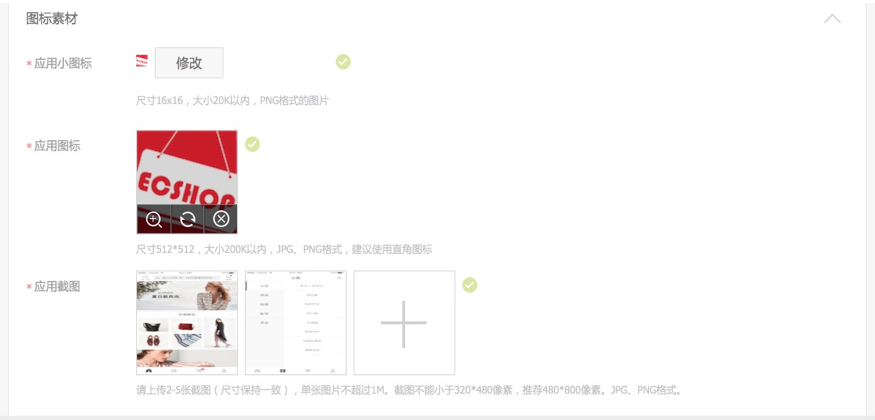 图标素材
* 应用小图标
修改
尺寸16x16，大小20K以内，PNG格式的图片
* 应用图标
ECSHOP
尺寸512*512，大小200K以内，JPG、PNG格式，建议使用直角图标
* 应用截图
请上传2-5张截图（尺寸保持一致），单张图片不超过1M。截图不能小于320*480像素，推荐480*800像素。JPG、PNG格式。